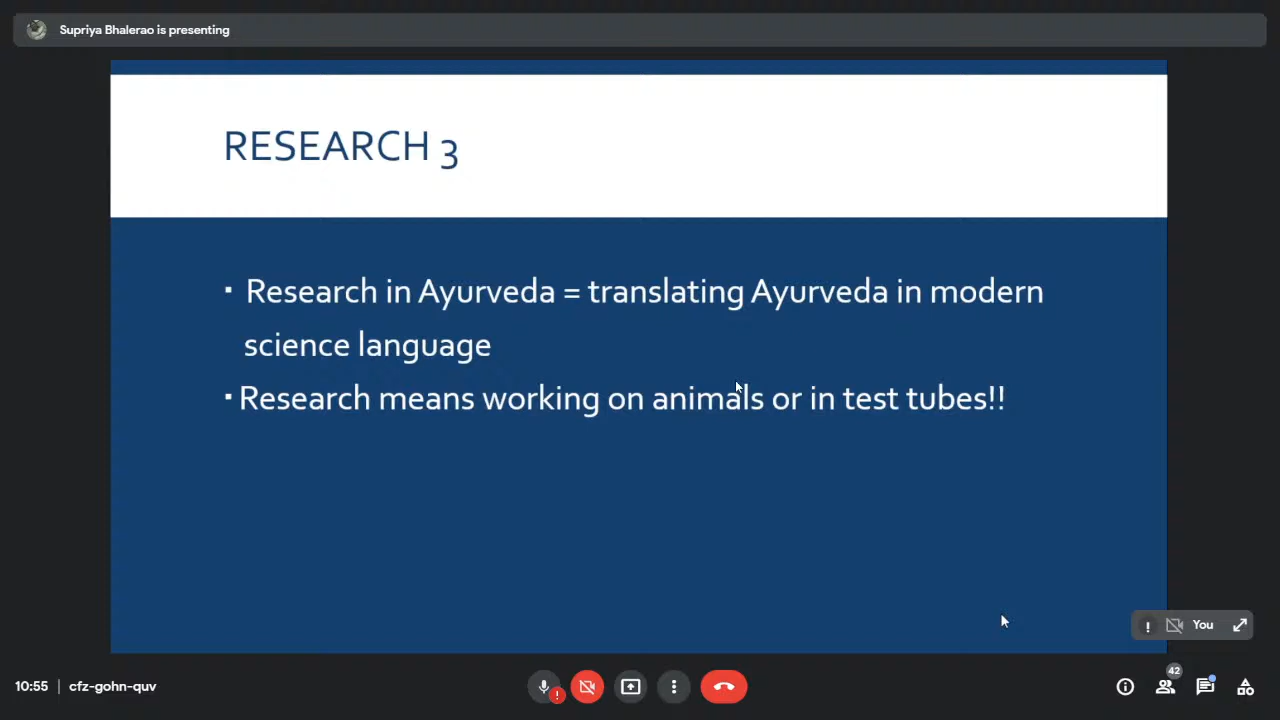 Supriya Bhalerao is presenting
RESEARCH 3
▪ Research in Ayurveda = translating Ayurveda in modern
science language
▪ Research means working on animals or in test tubes!!
You
42
10:55 | cfz-gohn-quv